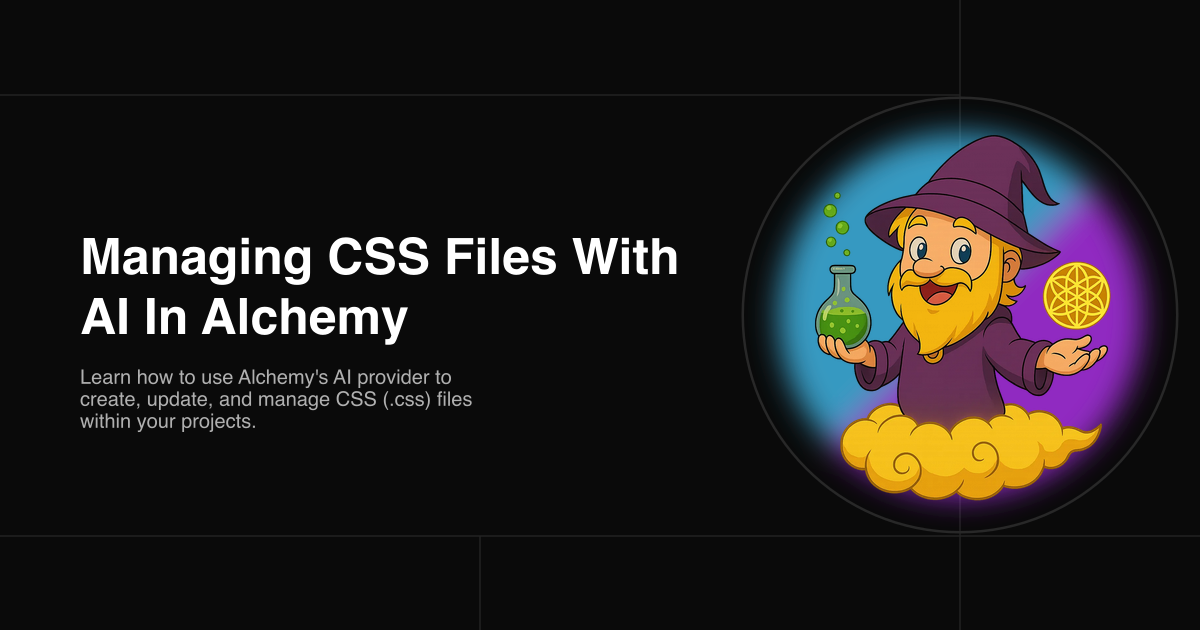 Managing CSS Files With
AI In Alchemy
Learn how to use Alchemy's AI provider to
create, update, and manage CSS (.css) files
within your projects.